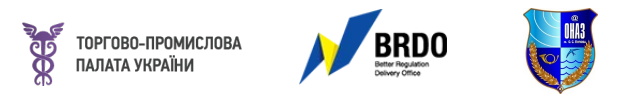 ТОРГОВО-ПРОМИСЛОВА
ПАЛАТА УКРАЇНИ
BRDO
Better Regulation
Delivery Office
@
ОНАЗ